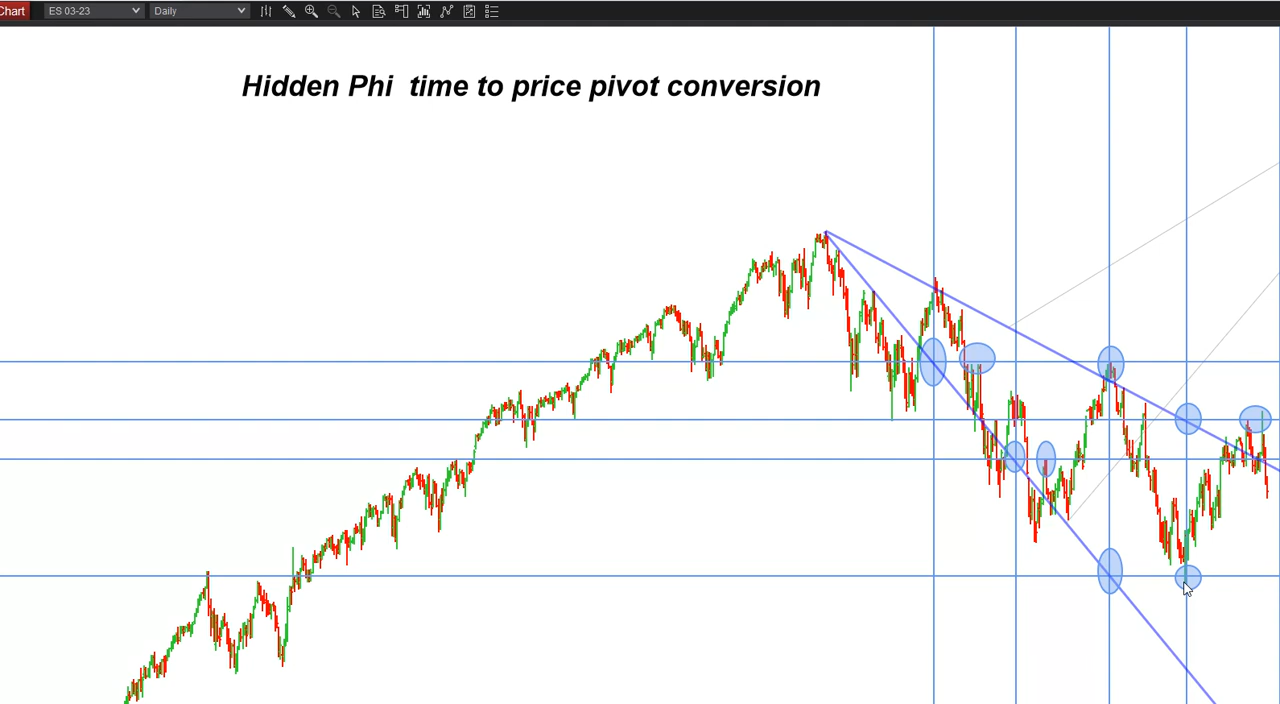 Chart ES 03-23 Daily
Hidden Phi time to price pivot conversion